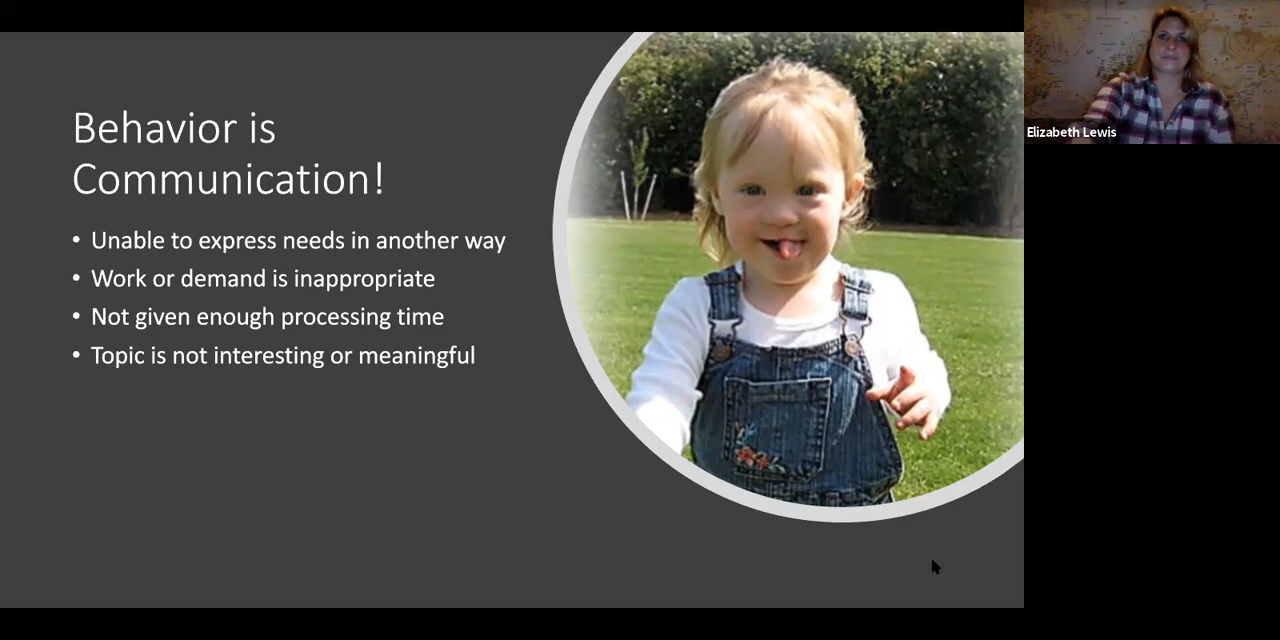 Behavior is
Communication!
• Unable to express needs in another way
• Work or demand is inappropriate
• Not given enough processing time
• Topic is not interesting or meaningful
Elizabeth Lewis